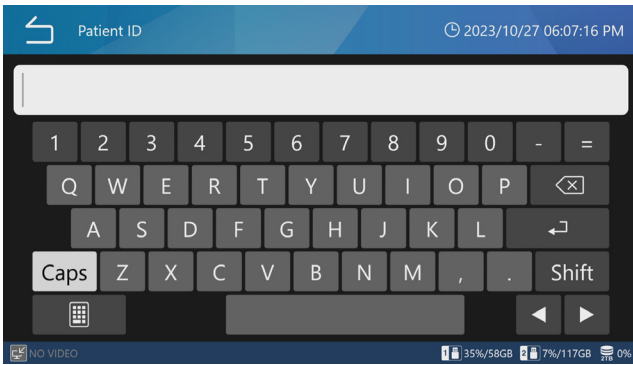 Patient ID 2023/10/27 06:07:16 PM
1 2 3 4 5 6 7 8 9 0 - =
Q W E R T Y U I O P
A S D F G H J K L
Caps Z X C V B N M , . Shift
NO VIDEO 1 35%/58GB 2 7%/117GB 2TB 0%